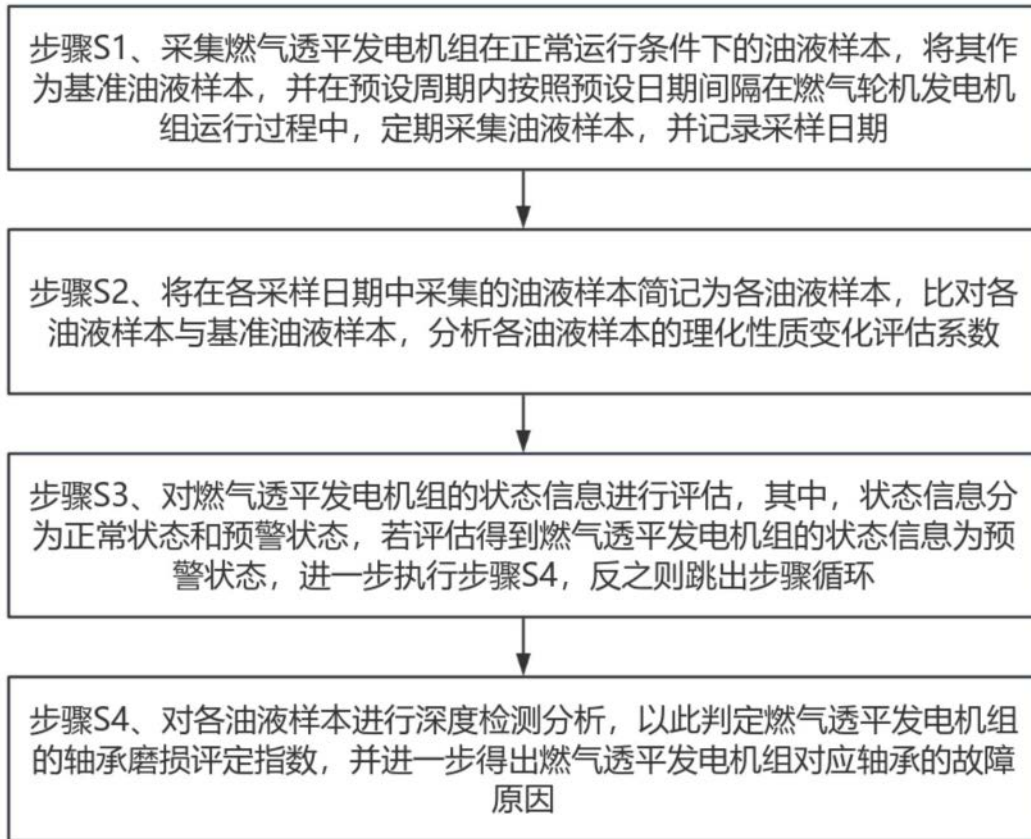 步骤S1、采集燃气透平发电机组在正常运行条件下的油液样本，将其作
为基准油液样本，并在预设周期内按照预设日期间隔在燃气轮机发电机
组运行过程中，定期采集油液样本，并记录采样日期
步骤S2、将在各采样日期中采集的油液样本简记为各油液样本，比对各
油液样本与基准油液样本，分析各油液样本的理化性质变化评估系数
步骤S3、对燃气透平发电机组的状态信息进行评估，其中，状态信息分
为正常状态和预警状态，若评估得到燃气透平发电机组的状态信息为预
警状态，进一步执行步骤S4，反之则跳出步骤循环
步骤S4、对各油液样本进行深度检测分析，以此判定燃气透平发电机组
的轴承磨损评定指数，并进一步得出燃气透平发电机组对应轴承的故障
原因